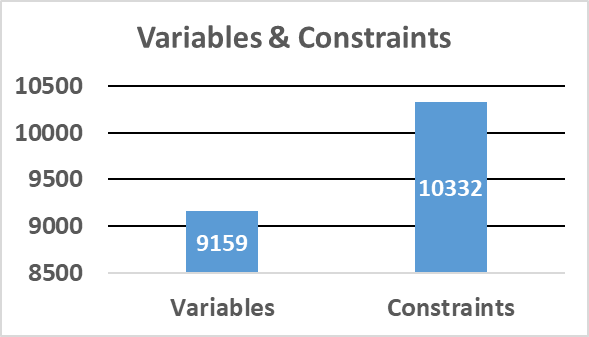 Variables & Constraints
10500
10000
9500
9000
8500
9159
10332
Variables
Constraints